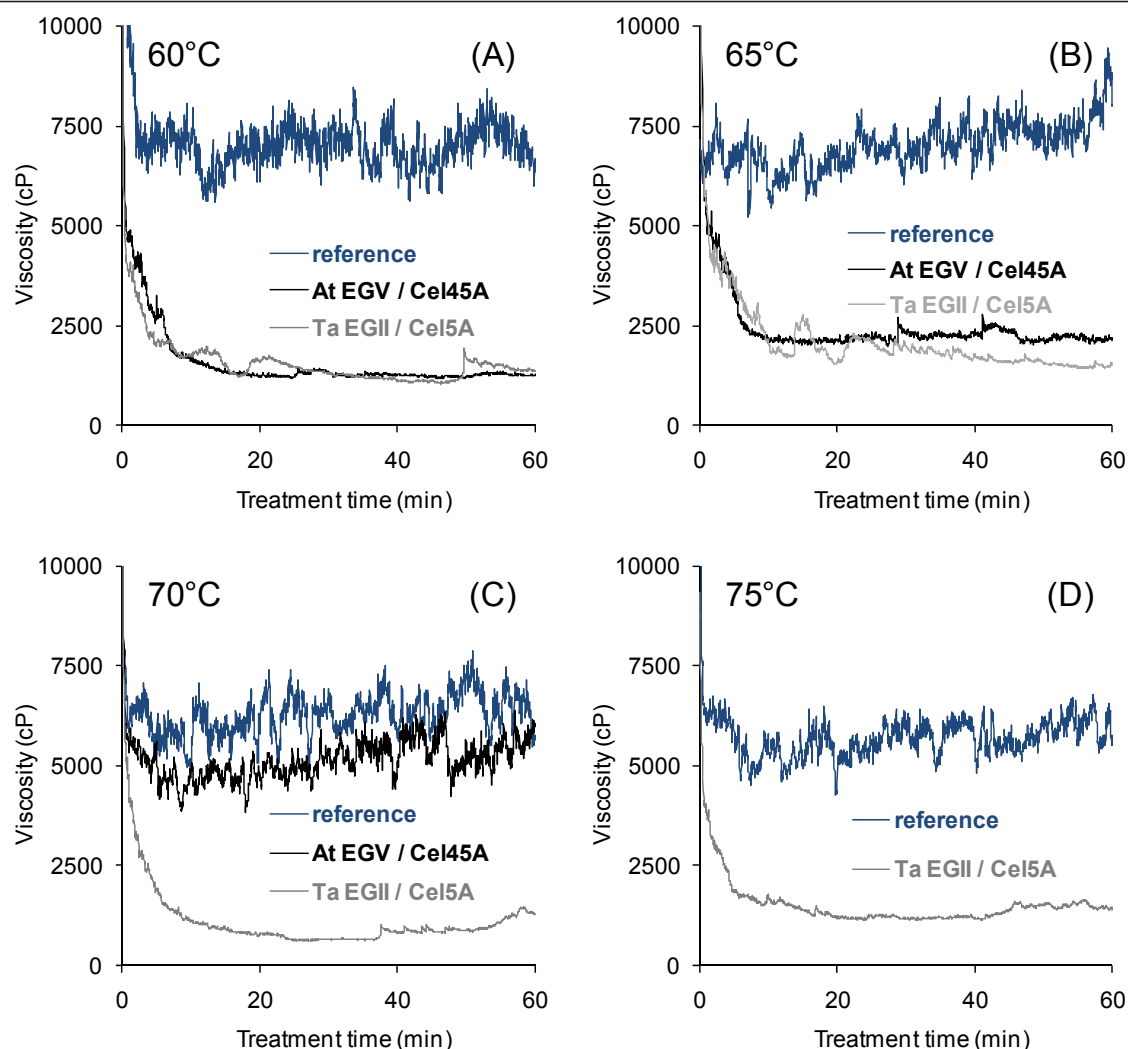 60°C (A)
Viscosity (cP)
10000
7500
5000
2500
0
reference
At EGV / Cel45A
Ta EGII / Cel5A
0 20 40 60
Treatment time (min)
65°C (B)
Viscosity (cP)
10000
7500
5000
2500
0
reference
At EGV / Cel45A
Ta EGII / Cel5A
0 20 40 60
Treatment time (min)
70°C (C)
Viscosity (cP)
10000
7500
5000
2500
0
reference
At EGV / Cel45A
Ta EGII / Cel5A
0 20 40 60
Treatment time (min)
75°C (D)
Viscosity (cP)
10000
7500
5000
2500
0
reference
Ta EGII / Cel5A
0 20 40 60
Treatment time (min)